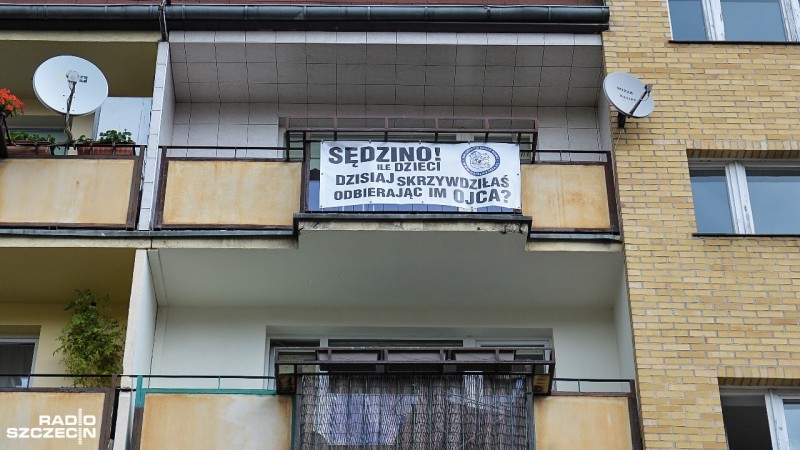 SĘDZINO!
ILE DZIECI
DZISIAJ SKRZYWDZIŁAŚ
ODBIERAJĄC IM OJCA?
RADIO
SZCZECIN